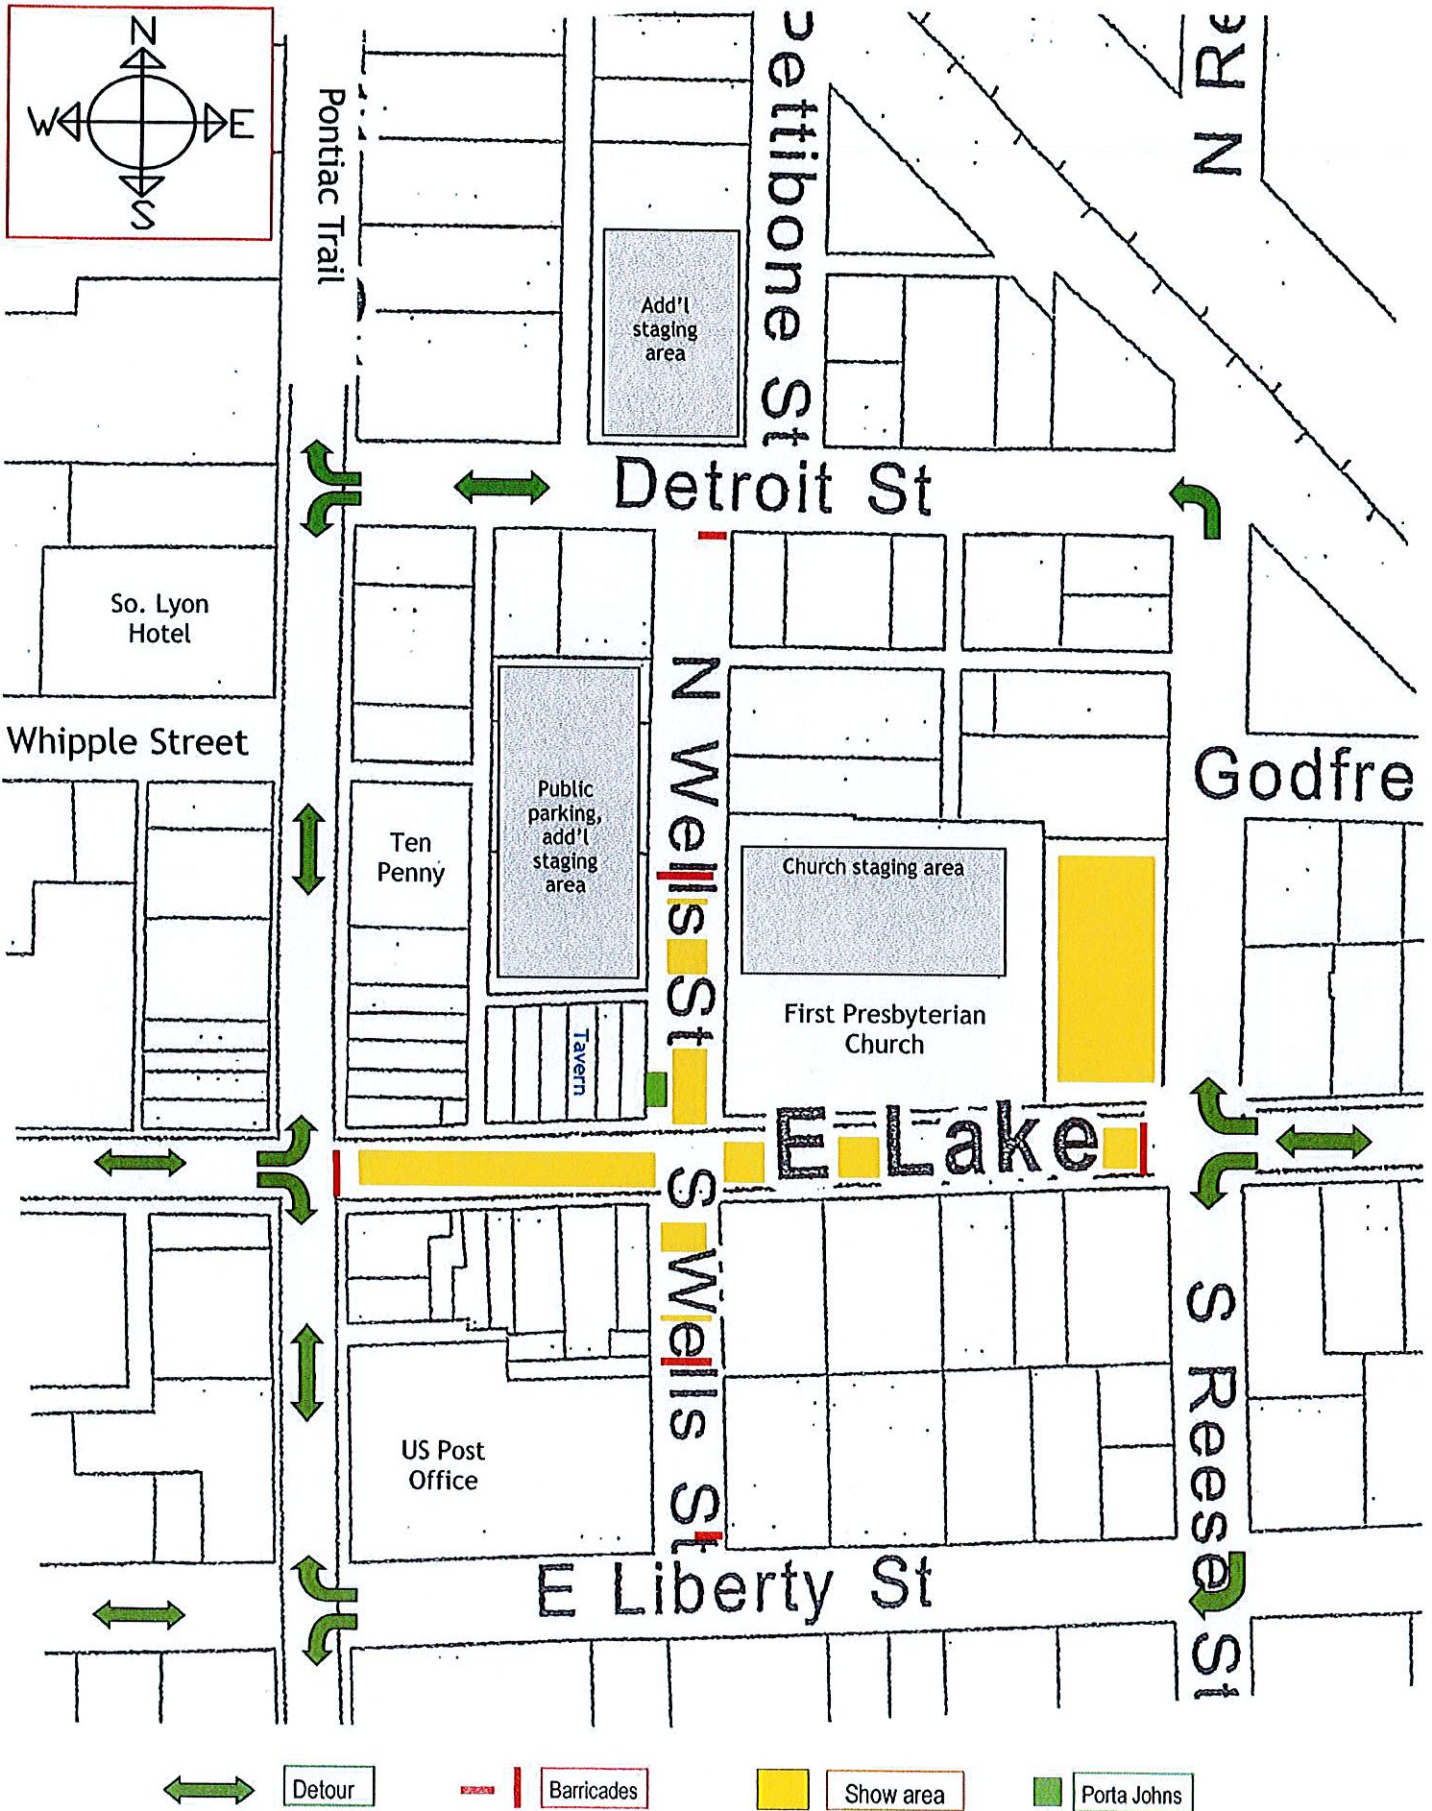 N
W E
S
Pontiac Trail
Pettibone St
N Re
Add'l
staging
area
Detroit St
So. Lyon
Hotel
Whipple Street
N Wells St
Godfre
Ten
Penny
Public
parking,
add'l
staging
area
Church staging area
First Presbyterian
Church
Tavern
E Lake
S Wells St
S Reese St
US Post
Office
E Liberty St
Detour
Barricades
Show area
Porta Johns